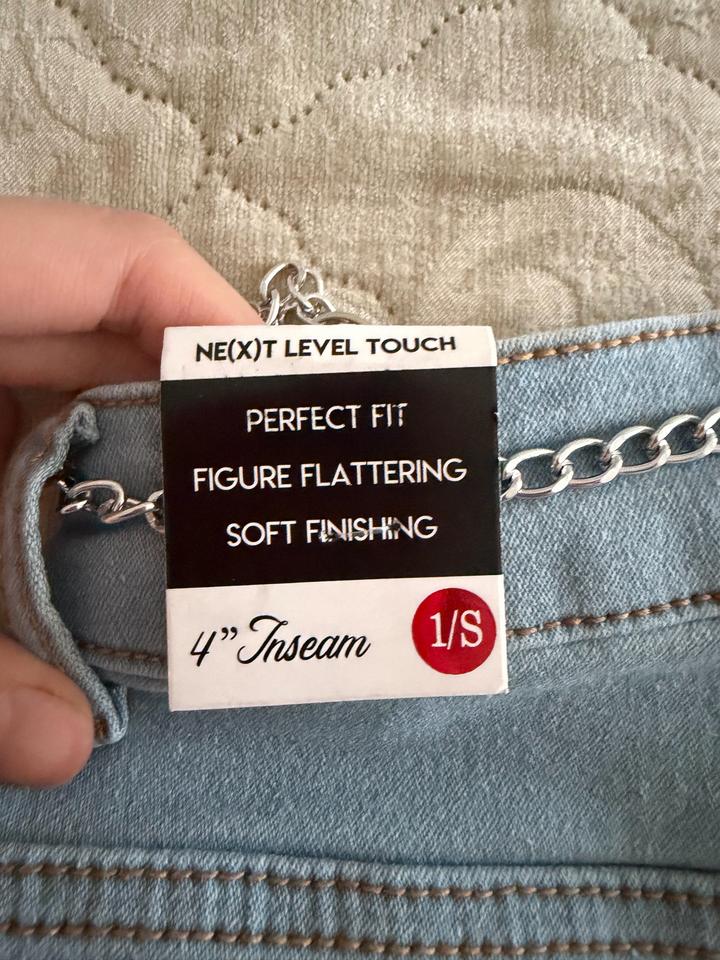 NE(X)T LEVEL TOUCH
PERFECT FIT
FIGURE FLATTERING
SOFT FINISHING
4” Inseam
1/S